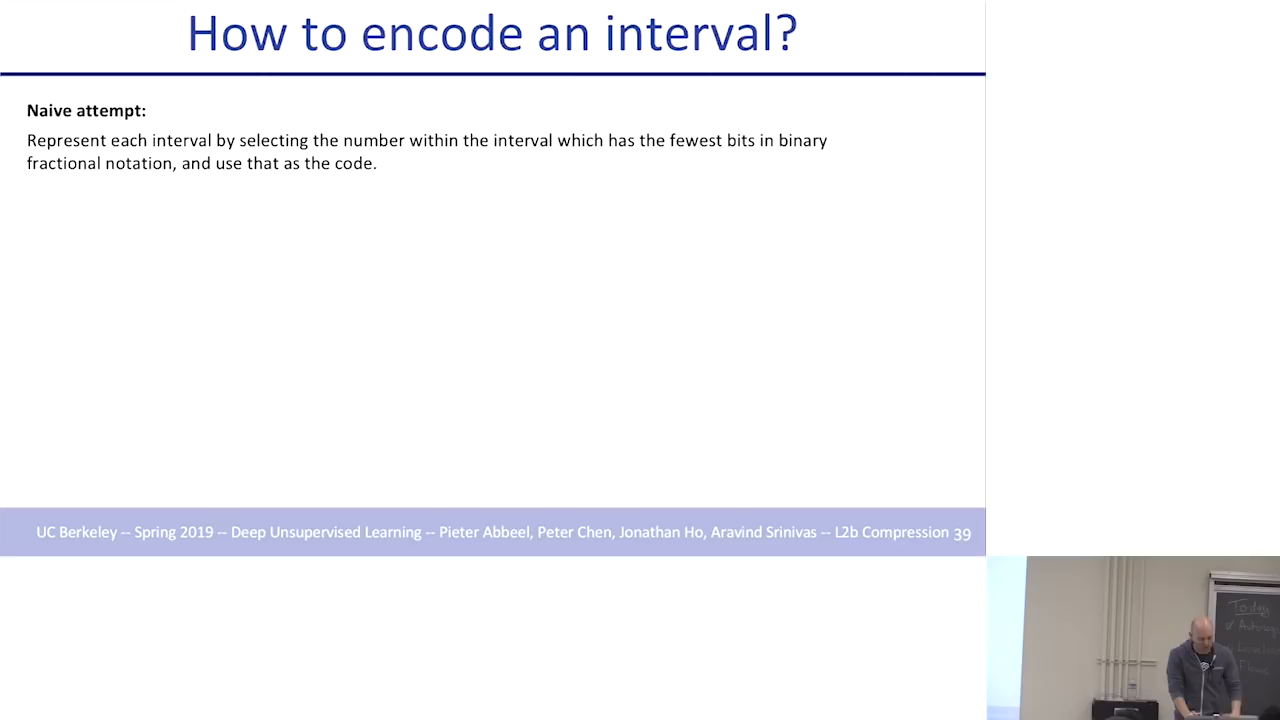 How to encode an interval?
Naive attempt:
Represent each interval by selecting the number within the interval which has the fewest bits in binary
fractional notation, and use that as the code.
UC Berkeley -- Spring 2019 -- Deep Unsupervised Learning -- Pieter Abbeel, Peter Chen, Jonathan Ho, Aravind Srinivas -- L2b Compression 39
Today